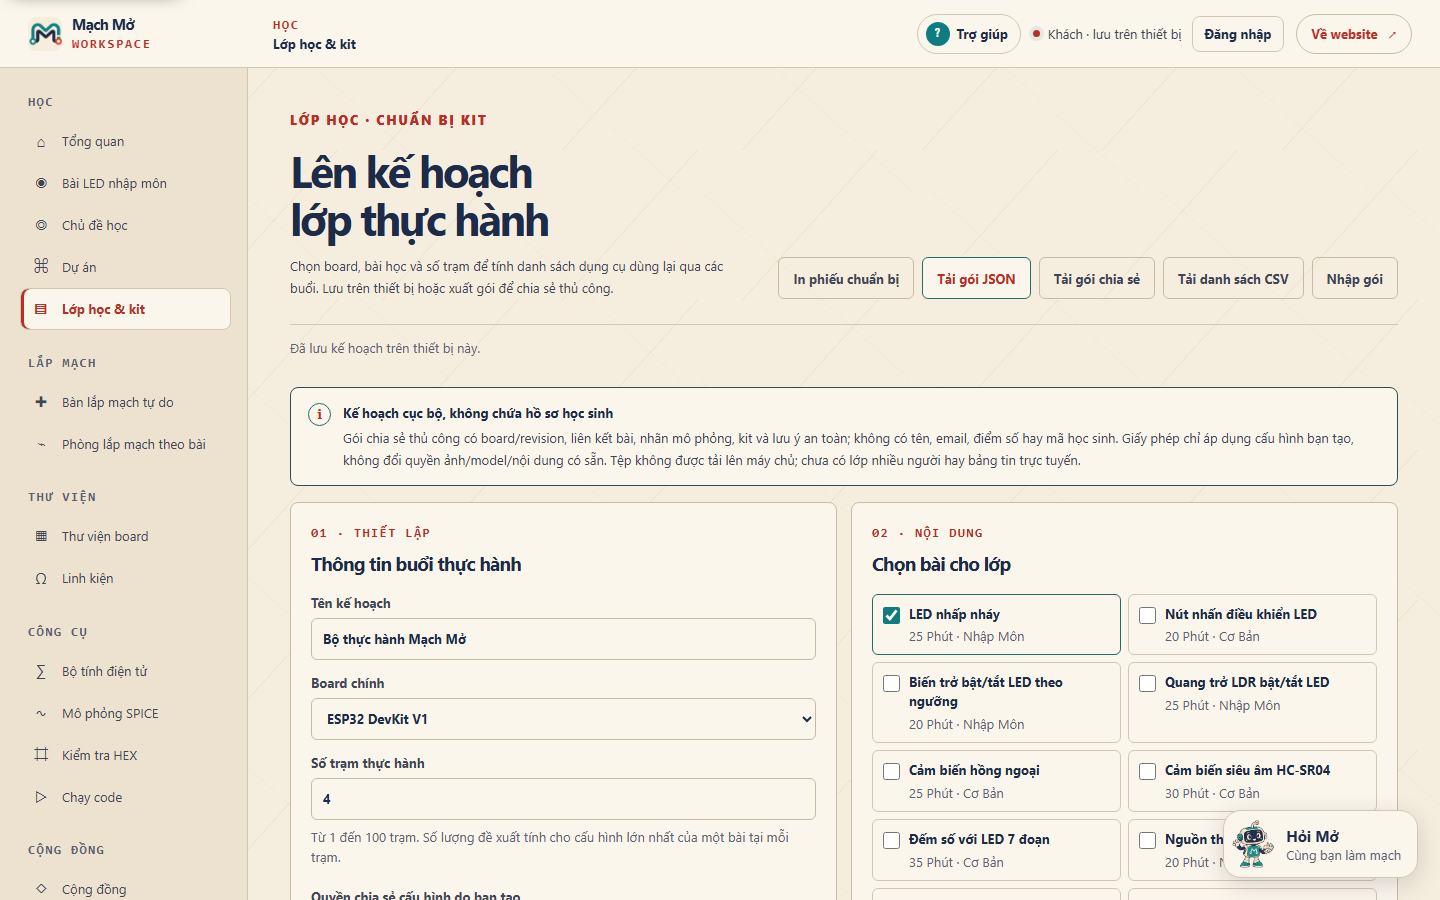 Mạch Mở
WORKSPACE
HỌC
Lớp học & kit
? Trợ giúp
Khách · lưu trên thiết bị
Đăng nhập
Về website ↗
HỌC
Tổng quan
Bài LED nhập môn
Chủ đề học
Dự án
Lớp học & kit
LẮP MẠCH
Bàn lắp mạch tự do
Phòng lắp mạch theo bài
THƯ VIỆN
Thư viện board
Linh kiện
CÔNG CỤ
Bộ tính điện tử
Mô phỏng SPICE
Kiểm tra HEX
Chạy code
CỘNG ĐỒNG
Cộng đồng
LỚP HỌC · CHUẨN BỊ KIT
Lên kế hoạch
lớp thực hành
Chọn board, bài học và số trạm để tính danh sách dụng cụ dùng lại qua các
buổi. Lưu trên thiết bị hoặc xuất gói để chia sẻ thủ công.
In phiếu chuẩn bị
Tải gói JSON
Tải gói chia sẻ
Tải danh sách CSV
Nhập gói
Đã lưu kế hoạch trên thiết bị này.
i Kế hoạch cục bộ, không chứa hồ sơ học sinh
Gói chia sẻ thủ công có board/revision, liên kết bài, nhãn mô phỏng, kit và lưu ý an toàn; không có tên, email, điểm số hay mã học sinh. Giấy phép chỉ áp dụng cấu hình bạn tạo,
không đổi quyền ảnh/model/nội dung có sẵn. Tệp không được tải lên máy chủ; chưa có lớp nhiều người hay bảng tin trực tuyến.
01 · THIẾT LẬP
Thông tin buổi thực hành
Tên kế hoạch
Bộ thực hành Mạch Mở
Board chính
ESP32 DevKit V1
Số trạm thực hành
4
Từ 1 đến 100 trạm. Số lượng đề xuất tính cho cấu hình lớn nhất của một bài tại mỗi
trạm.
Quyền chia sẻ cấu hình do bạn tạo
02 · NỘI DUNG
Chọn bài cho lớp
LED nhấp nháy
25 Phút · Nhập Môn
Nút nhấn điều khiển LED
20 Phút · Cơ Bản
Biến trở bật/tắt LED theo
ngưỡng
20 Phút · Nhập Môn
Quang trở LDR bật/tắt LED
25 Phút · Nhập Môn
Cảm biến hồng ngoại
25 Phút · Cơ Bản
Cảm biến siêu âm HC-SR04
30 Phút · Cơ Bản
Đếm số với LED 7 đoạn
35 Phút · Cơ Bản
Nguồn
20 Phút
Hỏi Mở
Cùng bạn làm mạch